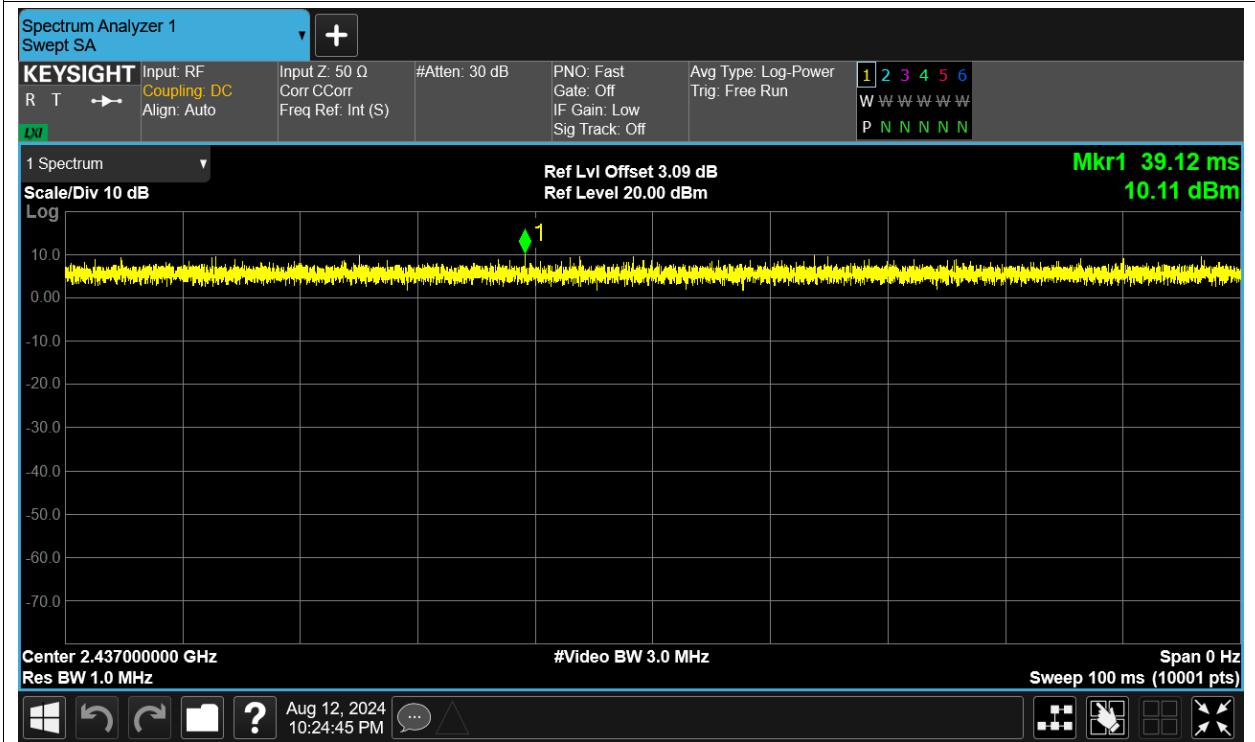 Spectrum Analyzer 1
Swept SA
+
KEYSIGHT
R T
LXI
Input: RF
Coupling: DC
Align: Auto
Input Z: 50 Ω
Corr CCorr
Freq Ref: Int (S)
#Atten: 30 dB
PNO: Fast
Gate: Off
IF Gain: Low
Sig Track: Off
Avg Type: Log-Power
Trig: Free Run
1 2 3 4 5 6
W W W W W W
P N N N N N
1 Spectrum
Scale/Div 10 dB
Log
Ref Lvl Offset 3.09 dB
Ref Level 20.00 dBm
Mkr1 39.12 ms
10.11 dBm
1
10.0
0.00
-10.0
-20.0
-30.0
-40.0
-50.0
-60.0
-70.0
Center 2.437000000 GHz
Res BW 1.0 MHz
#Video BW 3.0 MHz
Span 0 Hz
Sweep 100 ms (10001 pts)
?
Aug 12, 2024
10:24:45 PM